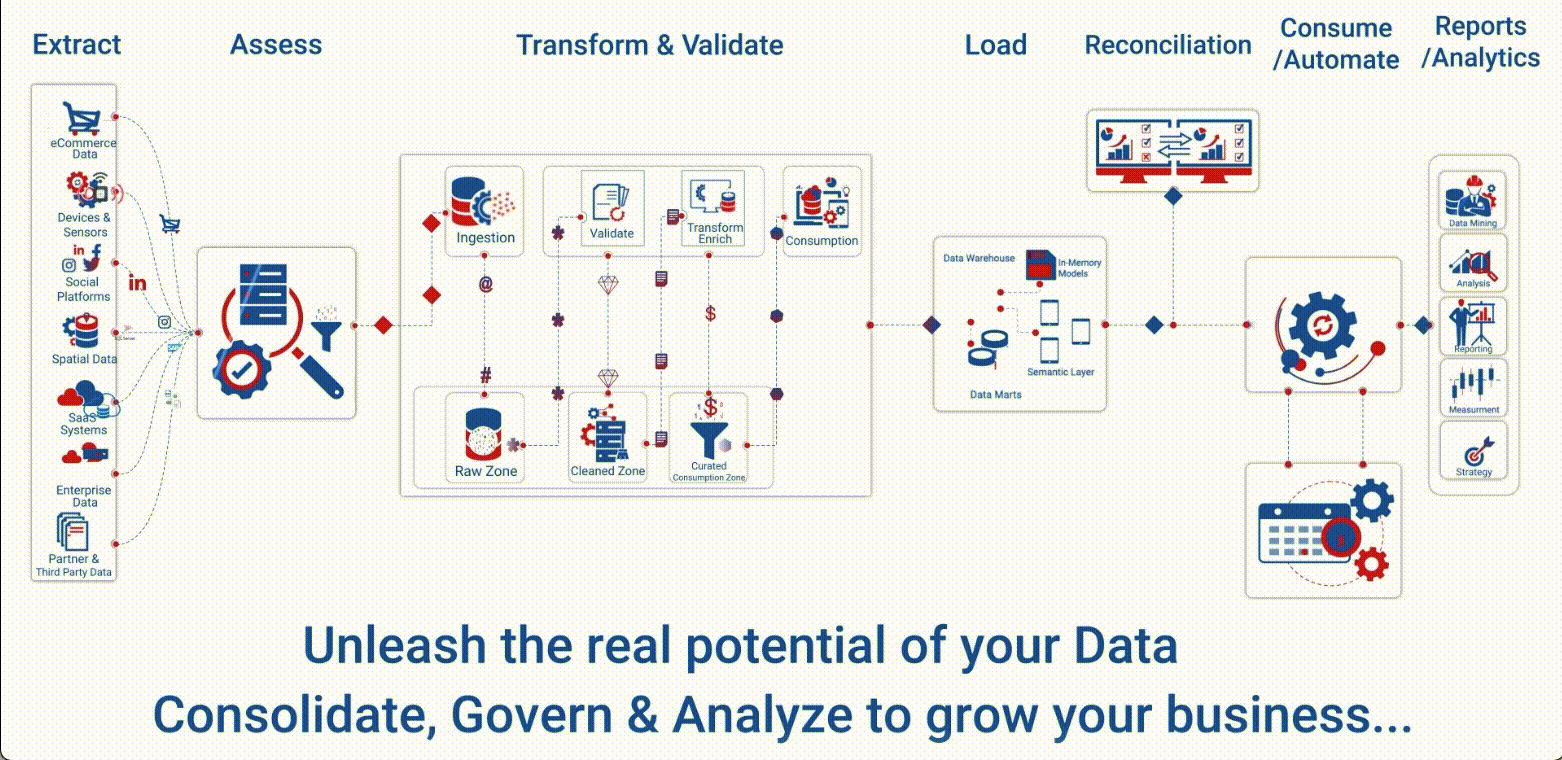 Extract
Assess
Transform & Validate
Load
Reconciliation
Consume
/Automate
Reports
/Analytics
eCommerce
Data
Devices &
Sensors
in
Social
Platforms
in
Spatial Data
SaaS
Systems
Enterprise
Data
Partner &
Third Party Data
Ingestion
Validate
Transform
Enrich
Consumption
@
$
#
$
Raw Zone
Cleaned Zone
Curated
Consumption Zone
Data Warehouse
In-Memory
Models
Semantic Layer
Data Marts
Data Mining
Analysis
Reporting
Measurment
Strategy
Unleash the real potential of your Data
Consolidate, Govern & Analyze to grow your business...